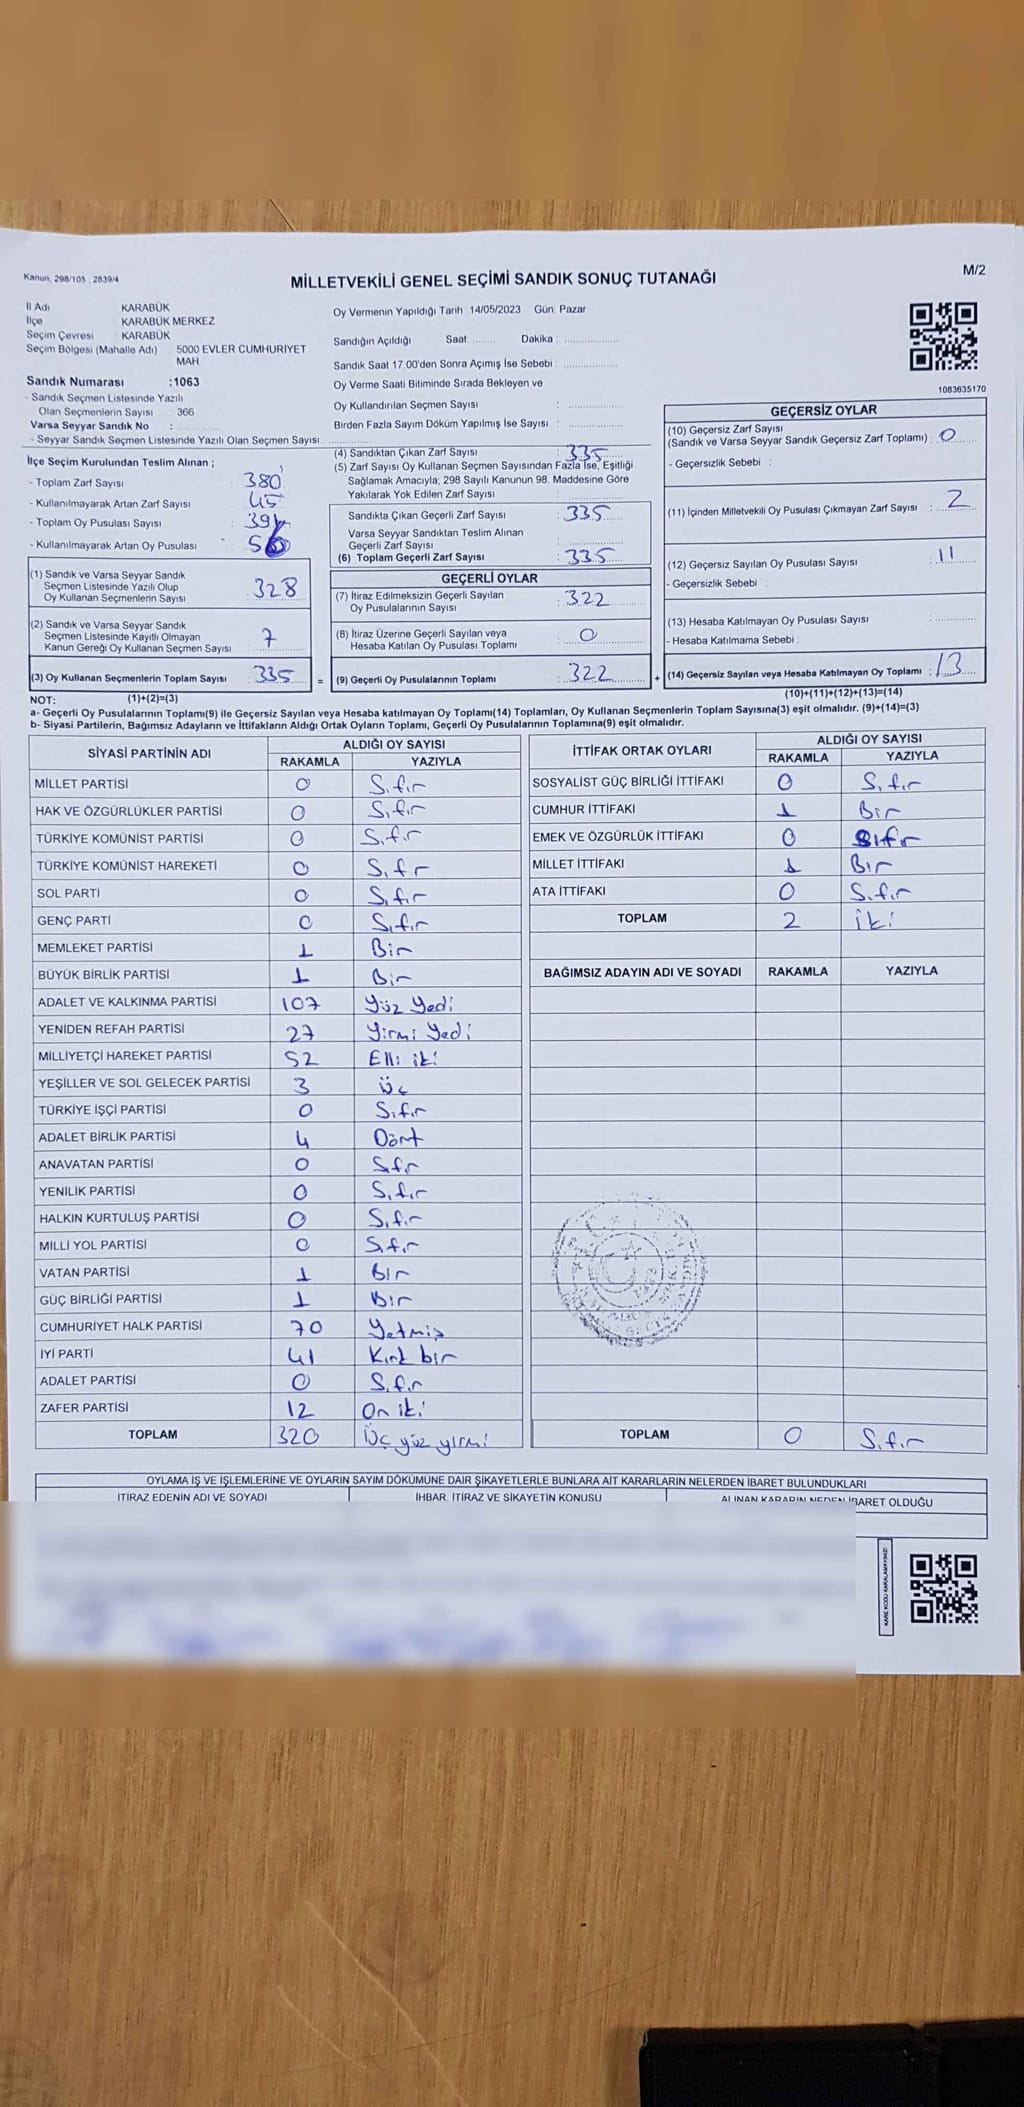 Kanun, 298/105 , 2839/4
MİLLETVEKİLİ GENEL SEÇİMİ SANDIK SONUÇ TUTANAĞI
M/2
İl Adı KARABÜK
İlçe KARABÜK MERKEZ
Seçim Çevresi KARABÜK
Seçim Bölgesi (Mahalle Adı) 5000 EVLER CUMHURİYET
MAH
Sandık Numarası :1063
- Sandık Seçmen Listesinde Yazılı
Olan Seçmenlerin Sayısı : 366
Varsa Seyyar Sandık No :
- Seyyar Sandık Seçmen Listesinde Yazılı Olan Seçmen Sayısı:
İlçe Seçim Kurulundan Teslim Alınan ;
- Toplam Zarf Sayısı : 380
- Kullanılmayarak Artan Zarf Sayısı : 45
- Toplam Oy Pusulası Sayısı :
- Kullanılmayarak Artan Oy Pusulası :
(1) Sandık ve Varsa Seyyar Sandık
Seçmen Listesinde Yazılı Olup
Oy Kullanan Seçmenlerin Sayısı : 328
(2) Sandık ve Varsa Seyyar Sandık
Seçmen Listesinde Kayıtlı Olmayan
Kanun Gereği Oy Kullanan Seçmen Sayısı : 7
(3) Oy Kullanan Seçmenlerin Toplam Sayısı : 335 =
(1)+(2)=(3)
Oy Vermenin Yapıldığı Tarih :14/05/2023 Gün: Pazar
Sandığın Açıldığı Saat ........ Dakika : ................
Sandık Saat 17:00'den Sonra Açımış İse Sebebi : ................
Oy Verme Saati Bitiminde Sırada Bekleyen ve
Oy Kullandırılan Seçmen Sayısı : ................
Birden Fazla Sayım Döküm Yapılmış İse Sayısı : ................
(4) Sandıktan Çıkan Zarf Sayısı : 335
(5) Zarf Sayısı Oy Kullanan Seçmen Sayısından Fazla İse, Eşitliği
Sağlamak Amacıyla; 298 Sayılı Kanunun 98. Maddesine Göre
Yakılarak Yok Edilen Zarf Sayısı : ................
Sandıkta Çıkan Geçerli Zarf Sayısı : 335
Varsa Seyyar Sandıktan Teslim Alınan
Geçerli Zarf Sayısı : ................
(6) Toplam Geçerli Zarf Sayısı : 335
GEÇERLİ OYLAR
(7) İtiraz Edilmeksizin Geçerli Sayılan
Oy Pusulalarının Sayısı : 322
(8) İtiraz Üzerine Geçerli Sayılan veya
Hesaba Katılan Oy Pusulası Toplamı : 0
(9) Geçerli Oy Pusulalarının Toplamı : 322 +
1083635170
GEÇERSİZ OYLAR
(10) Geçersiz Zarf Sayısı
(Sandık ve Varsa Seyyar Sandık Geçersiz Zarf Toplamı) : 0
- Geçersizlik Sebebi :
(11) İçinden Milletvekili Oy Pusulası Çıkmayan Zarf Sayısı : 2
(12) Geçersiz Sayılan Oy Pusulası Sayısı : 11
- Geçersizlik Sebebi :
(13) Hesaba Katılmayan Oy Pusulası Sayısı : ................
- Hesaba Katılmama Sebebi :
(14) Geçersiz Sayılan veya Hesaba Katılmayan Oy Toplamı : 13
(10)+(11)+(12)+(13)=(14)
NOT:
a- Geçerli Oy Pusulalarının Toplamı(9) ile Geçersiz Sayılan veya Hesaba katılmayan Oy Toplamı(14) Toplamları, Oy Kullanan Seçmenlerin Toplam Sayısına(3) eşit olmalıdır. (9)+(14)=(3)
b- Siyasi Partilerin, Bağımsız Adayların ve İttifakların Aldığı Ortak Oyların Toplamı, Geçerli Oy Pusulalarının Toplamına(9) eşit olmalıdır.
SİYASİ PARTİNİN ADI ALDIĞI OY SAYISI
RAKAMLA YAZIYLA
MİLLET PARTİSİ 0 Sıfır
HAK VE ÖZGÜRLÜKLER PARTİSİ 0 Sıfır
TÜRKİYE KOMÜNİST PARTİSİ 0 Sıfır
TÜRKİYE KOMÜNİST HAREKETİ 0 Sıfır
SOL PARTİ 0 Sıfır
GENÇ PARTİ 0 Sıfır
MEMLEKET PARTİSİ 1 Bir
BÜYÜK BİRLİK PARTİSİ 1 Bir
ADALET VE KALKINMA PARTİSİ 107 Yüz Yedi
YENİDEN REFAH PARTİSİ 27 Yirmi Yedi
MİLLİYETÇİ HAREKET PARTİSİ 52 Elli iki
YEŞİLLER VE SOL GELECEK PARTİSİ 3 Üç
TÜRKİYE İŞÇİ PARTİSİ 0 Sıfır
ADALET BİRLİK PARTİSİ 4 Dört
ANAVATAN PARTİSİ 0 Sıfır
YENİLİK PARTİSİ 0 Sıfır
HALKIN KURTULUŞ PARTİSİ 0 Sıfır
MİLLİ YOL PARTİSİ 0 Sıfır
VATAN PARTİSİ 1 Bir
GÜÇ BİRLİĞİ PARTİSİ 1 Bir
CUMHURİYET HALK PARTİSİ 70 Yetmiş
İYİ PARTİ 41 Kırk bir
ADALET PARTİSİ 0 Sıfır
ZAFER PARTİSİ 12 On iki
TOPLAM 320 Üç yüz yirmi
İTTİFAK ORTAK OYLARI ALDIĞI OY SAYISI
RAKAMLA YAZIYLA
SOSYALİST GÜÇ BİRLİĞİ İTTİFAKI 0 Sıfır
CUMHUR İTTİFAKI 1 Bir
EMEK VE ÖZGÜRLÜK İTTİFAKI 0 Sıfır
MİLLET İTTİFAKI 1 Bir
ATA İTTİFAKI 0 Sıfır
TOPLAM 2 iki
BAĞIMSIZ ADAYIN ADI VE SOYADI RAKAMLA YAZIYLA
TOPLAM 0 Sıfır
OYLAMA İŞ VE İŞLEMLERİNE VE OYLARIN SAYIM DÖKÜMÜNE DAİR ŞİKAYETLERLE BUNLARA AİT KARARLARIN NELERDEN İBARET BULUNDUKLARI
İTİRAZ EDENİN ADI VE SOYADI İHBAR, İTİRAZ VE ŞİKAYETİN KONUSU ALINAN KARARIN NEDEN İBARET OLDUĞU
KARE KODU KARALAMAYINIZ!